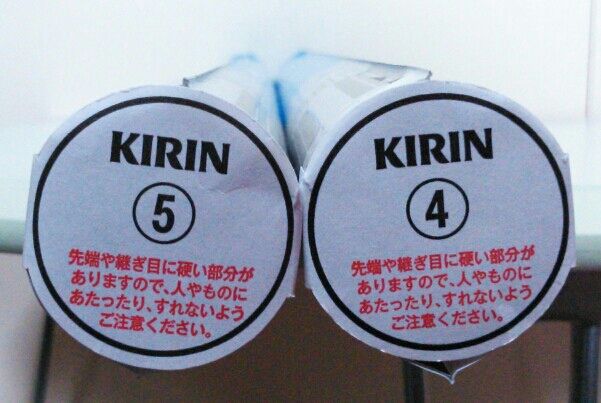 KIRIN
⑤
先端や継ぎ目に硬い部分が
ありますので、人やものに
あたったり、すれないよう
ご注意ください。
KIRIN
④
先端や継ぎ目に硬い部分が
ありますので、人やものに
あたったり、すれないよう
ご注意ください。